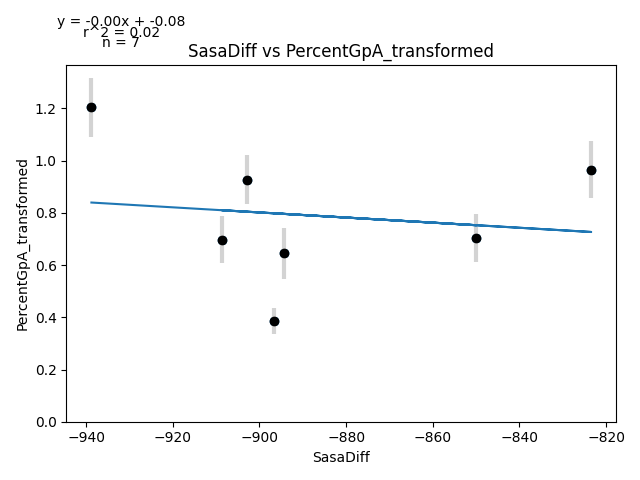 y = -0.00x + -0.08
r^2 = 0.02
n = 7
SasaDiff vs PercentGpA_transformed
PercentGpA_transformed
1.2
1.0
0.8
0.6
0.4
0.2
0.0
−940 −920 −900 −880 −860 −840 −820
SasaDiff